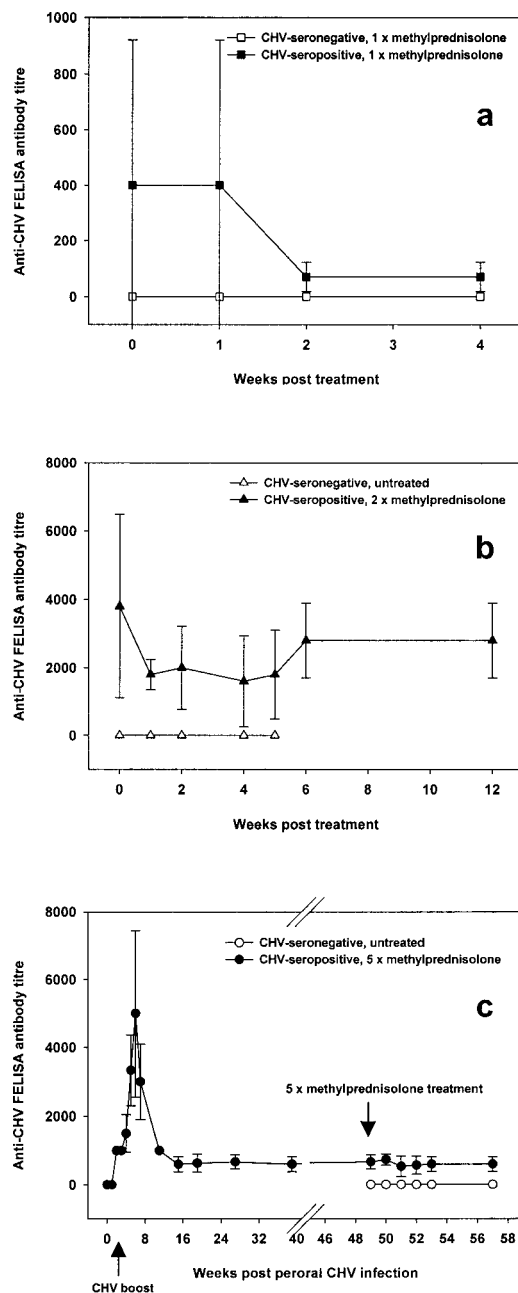 1000
800
600
400
200
0
Anti-CHV FELISA antibody titre
CHV-seronegative, 1 x methylprednisolone
CHV-seropositive, 1 x methylprednisolone
a
0 1 2 3 4
Weeks post treatment
8000
6000
4000
2000
0
Anti-CHV FELISA antibody titre
CHV-seronegative, untreated
CHV-seropositive, 2 x methylprednisolone
b
0 2 4 6 8 10 12
Weeks post treatment
8000
6000
4000
2000
0
Anti-CHV FELISA antibody titre
CHV-seronegative, untreated
CHV-seropositive, 5 x methylprednisolone
c
5 x methylprednisolone treatment
0 4 8 16 24 32 40 48 50 52 54 56 58
CHV boost
Weeks post peroral CHV infection